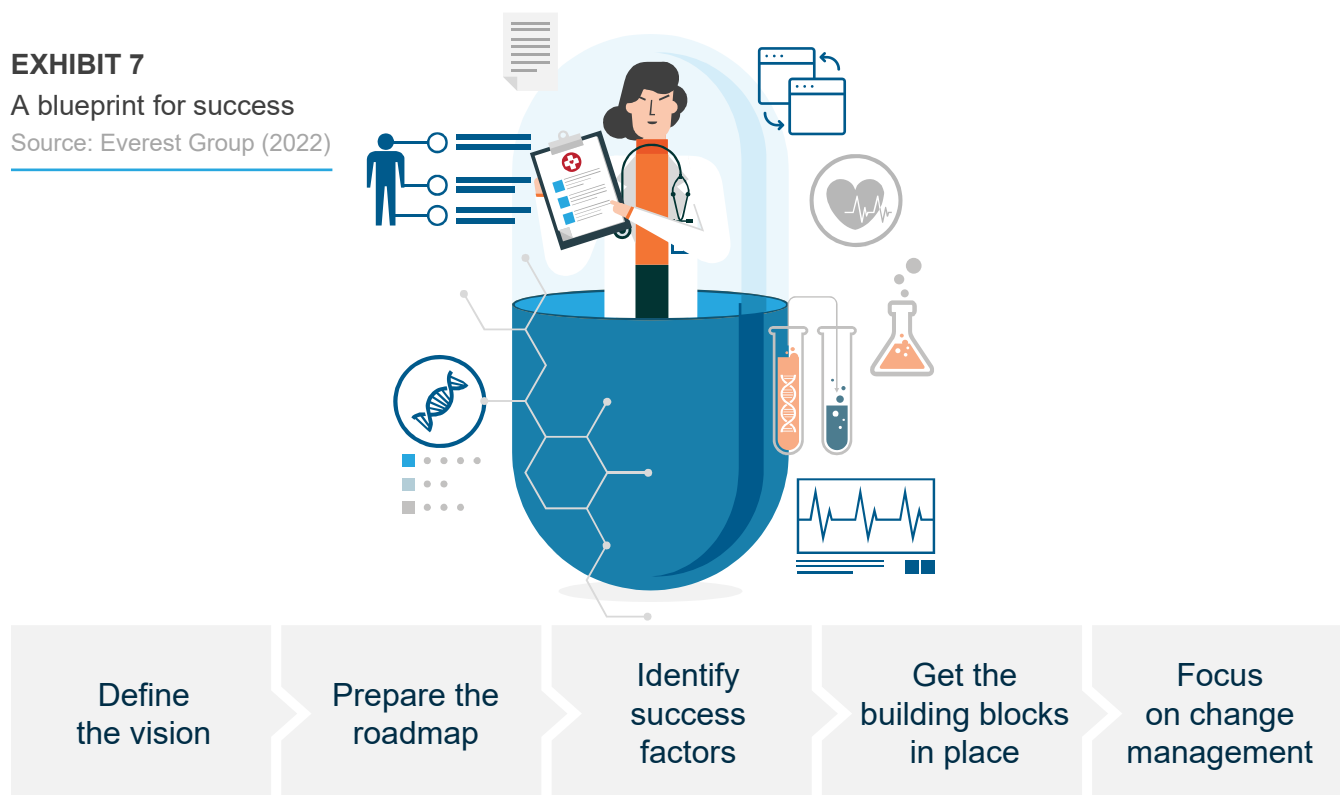 EXHIBIT 7
A blueprint for success
Source: Everest Group (2022)
Define
the vision
Prepare the
roadmap
Identify
success
factors
Get the
building blocks
in place
Focus
on change
management